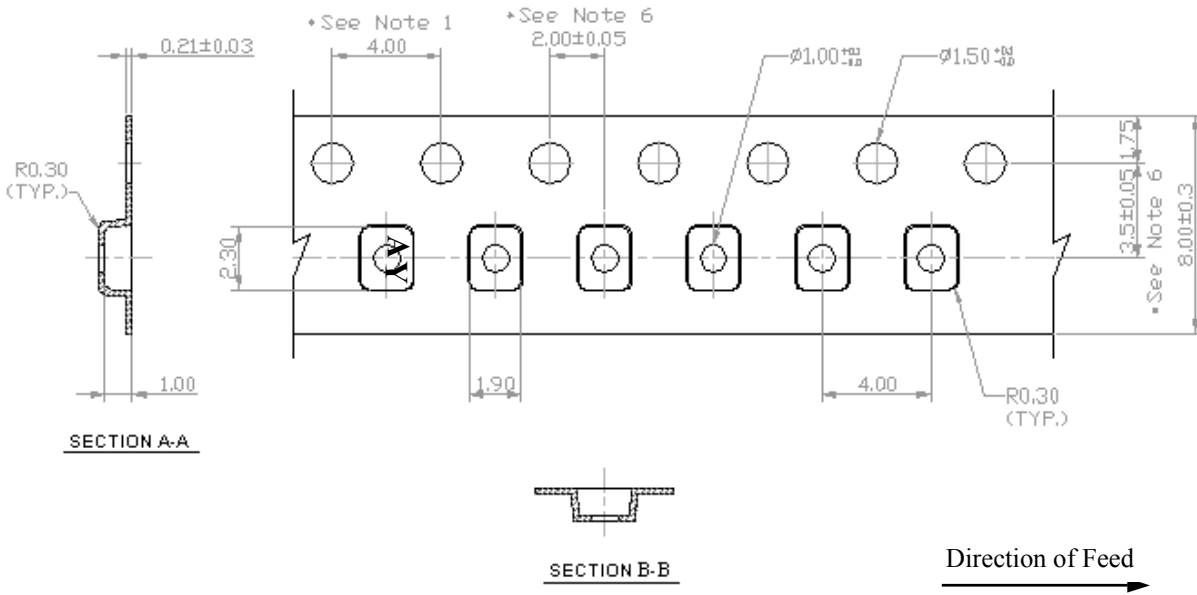 *See Note 1
*See Note 6
0.21±0.03
4.00
2.00±0.05
ø1.00
ø1.50
1.75
3.5±0.05
*See Note 6
8.00±0.3
R0.30
(TYP.)
2.30
AY
1.00
1.90
4.00
R0.30
(TYP.)
SECTION A-A
SECTION B-B
Direction of Feed